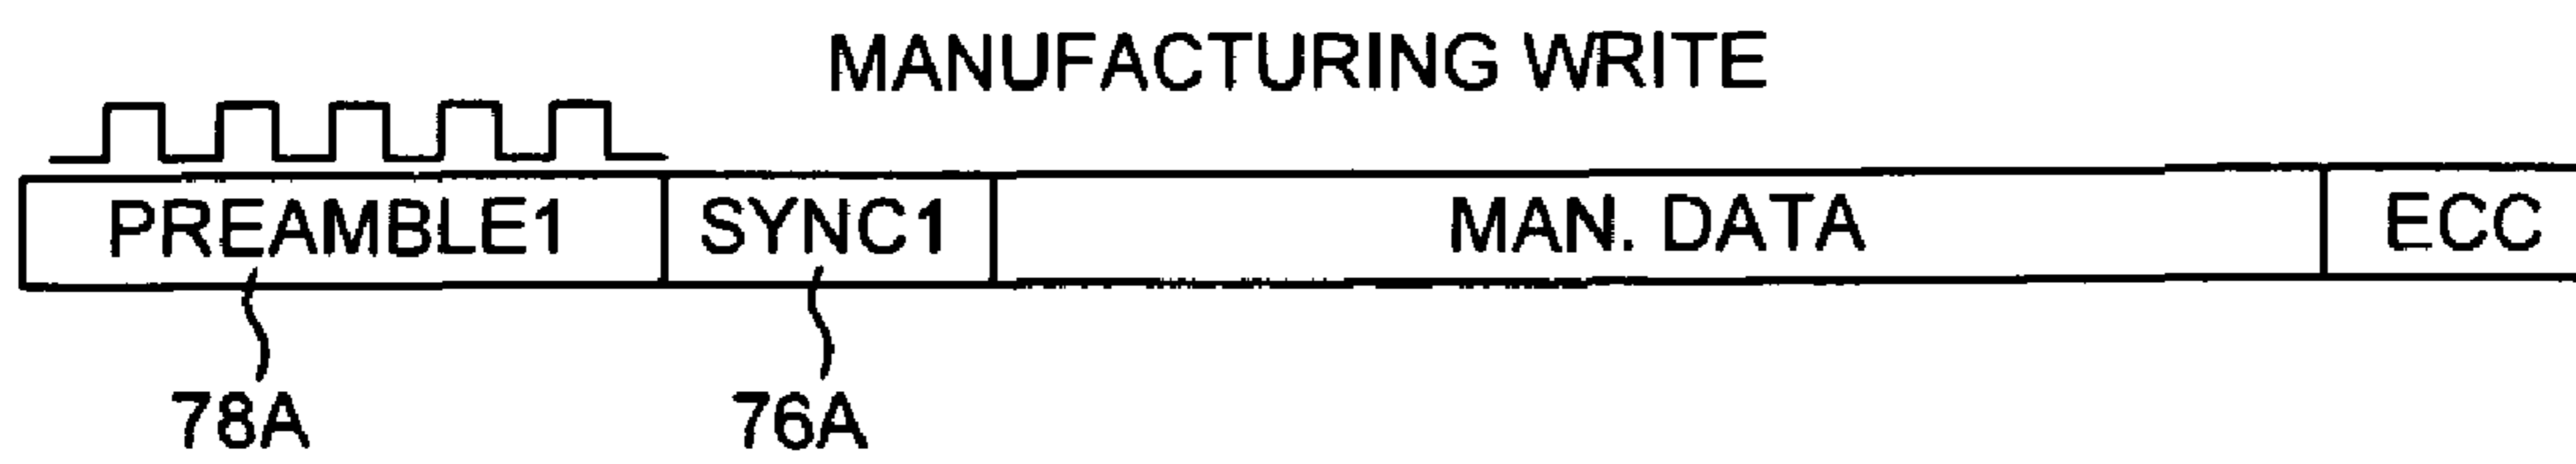 MANUFACTURING WRITE
PREAMBLE1 SYNC1 MAN. DATA ECC
78A 76A